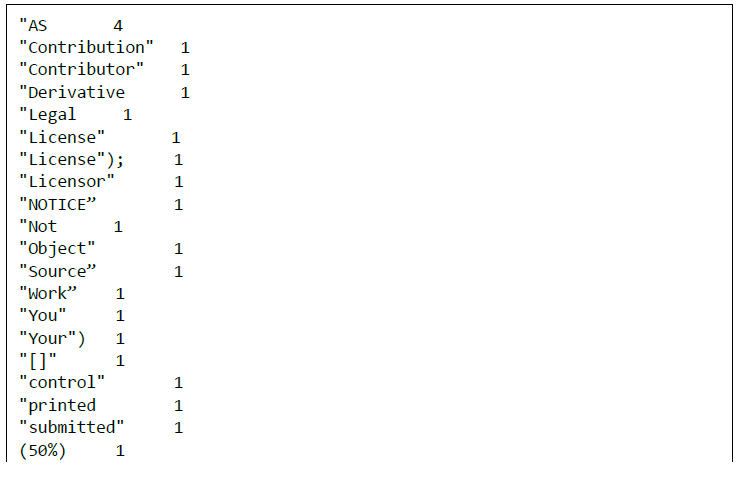 "AS 4
"Contribution" 1
"Contributor" 1
"Derivative 1
"Legal 1
"License" 1
"License"); 1
"Licensor" 1
"NOTICE” 1
"Not 1
"Object" 1
"Source” 1
"Work” 1
"You" 1
"Your") 1
"[]" 1
"control" 1
"printed 1
"submitted" 1
(50%) 1